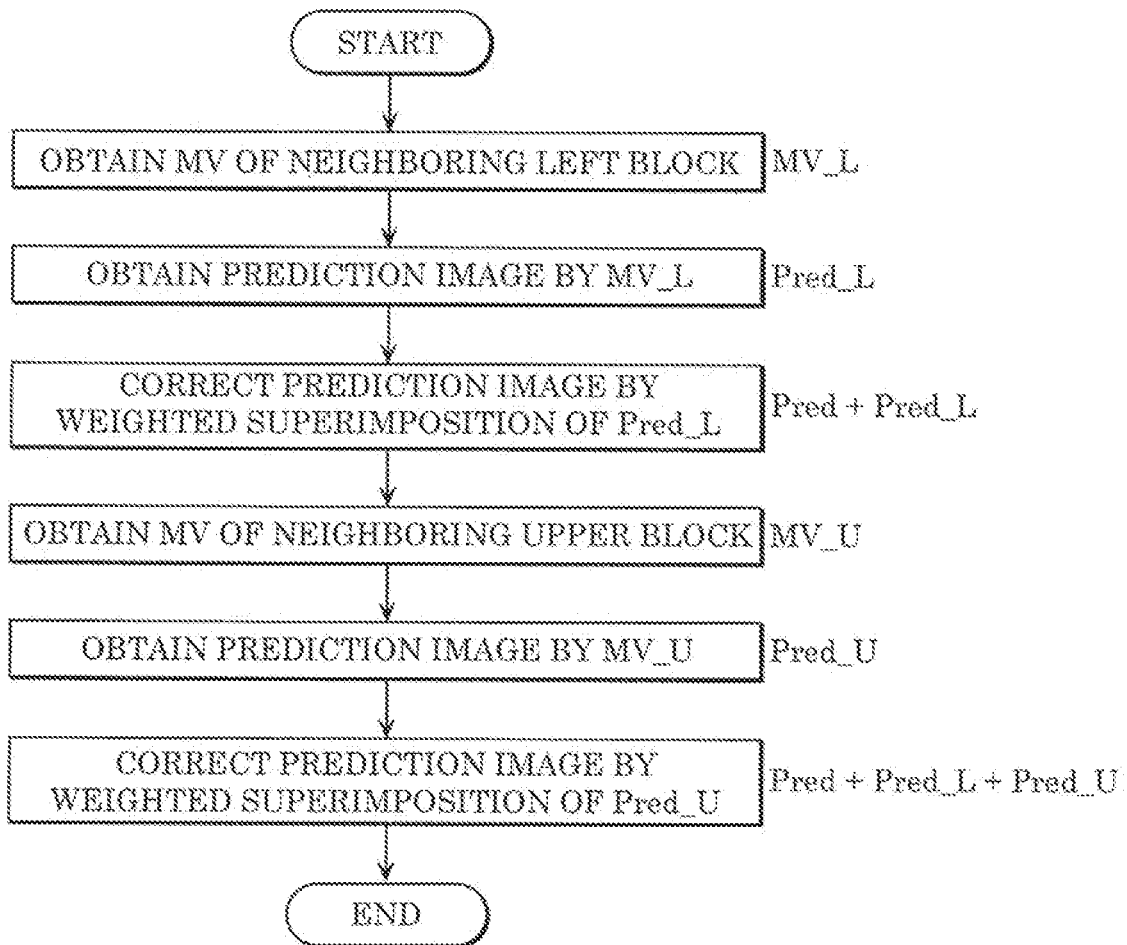 START
OBTAIN MV OF NEIGHBORING LEFT BLOCK MV_L
OBTAIN PREDICTION IMAGE BY MV_L Pred_L
CORRECT PREDICTION IMAGE BY
WEIGHTED SUPERIMPOSITION OF Pred_L
Pred + Pred_L
OBTAIN MV OF NEIGHBORING UPPER BLOCK MV_U
OBTAIN PREDICTION IMAGE BY MV_U Pred_U
CORRECT PREDICTION IMAGE BY
WEIGHTED SUPERIMPOSITION OF Pred_U
Pred + Pred_L + Pred_U
END